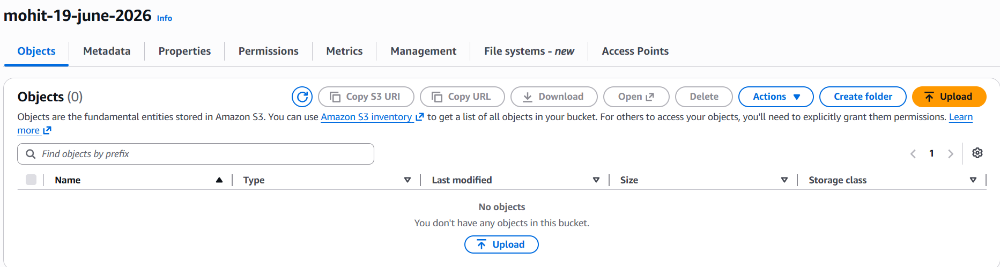 mohit-19-june-2026 Info
Objects Metadata Properties Permissions Metrics Management File systems - new Access Points
Objects (0) Copy S3 URI Copy URL Download Open Delete Actions Create folder Upload
Objects are the fundamental entities stored in Amazon S3. You can use Amazon S3 inventory to get a list of all objects in your bucket. For others to access your objects, you'll need to explicitly grant them permissions. Learn
more
Find objects by prefix 1
Name Type Last modified Size Storage class
No objects
You don't have any objects in this bucket.
Upload